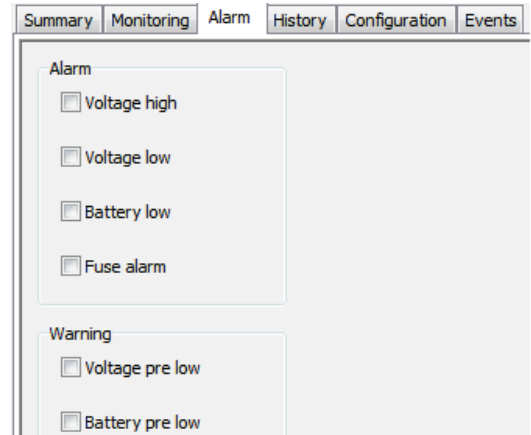 Summary Monitoring Alarm History Configuration Events
Alarm
Voltage high
Voltage low
Battery low
Fuse alarm
Warning
Voltage pre low
Battery pre low